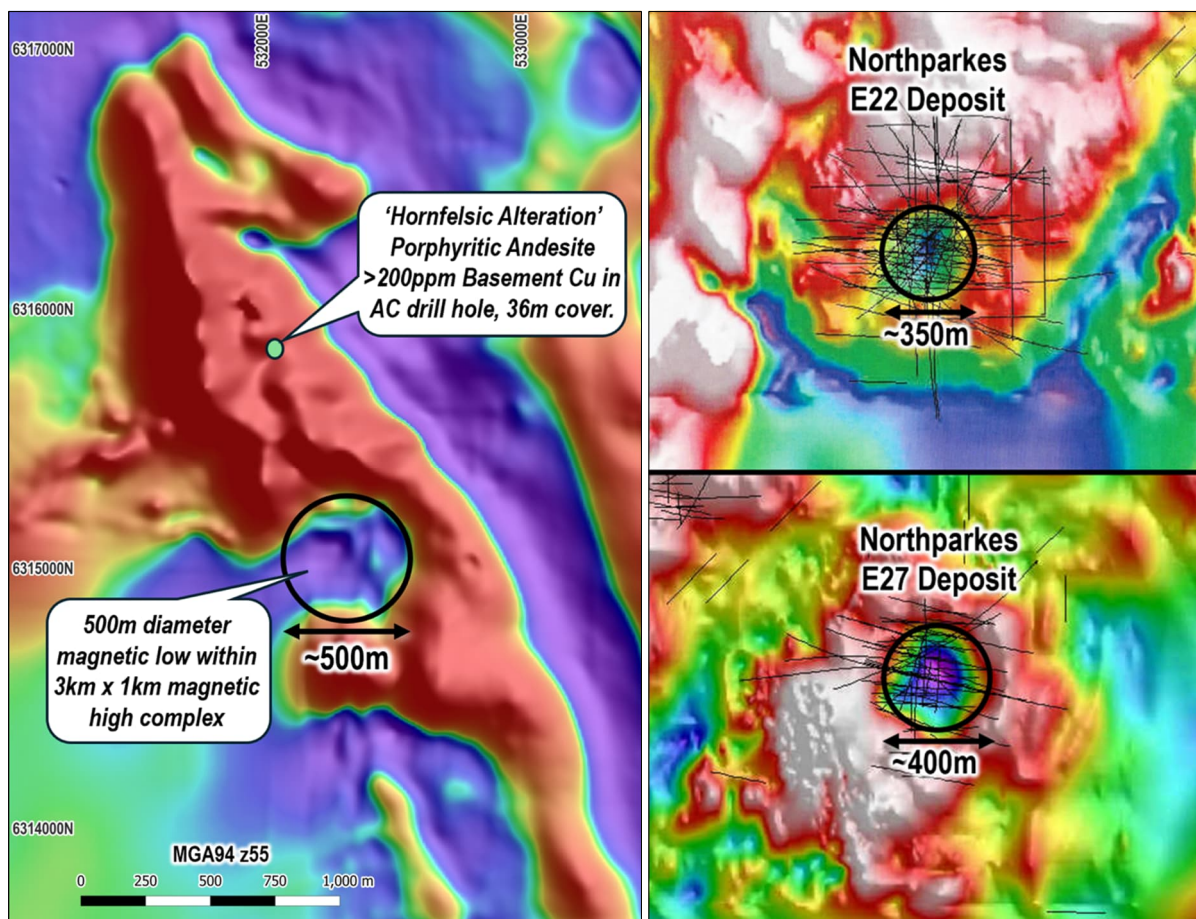 6317000N
532000E
533000E
‘Hornfelsic Alteration’
Porphyritic Andesite
>200ppm Basement Cu in
AC drill hole, 36m cover.
6316000N
6315000N
500m diameter
magnetic low within
3km x 1km magnetic
high complex
~500m
6314000N
MGA94 z55
0 250 500 750 1,000 m
Northparkes
E22 Deposit
~350m
Northparkes
E27 Deposit
~400m